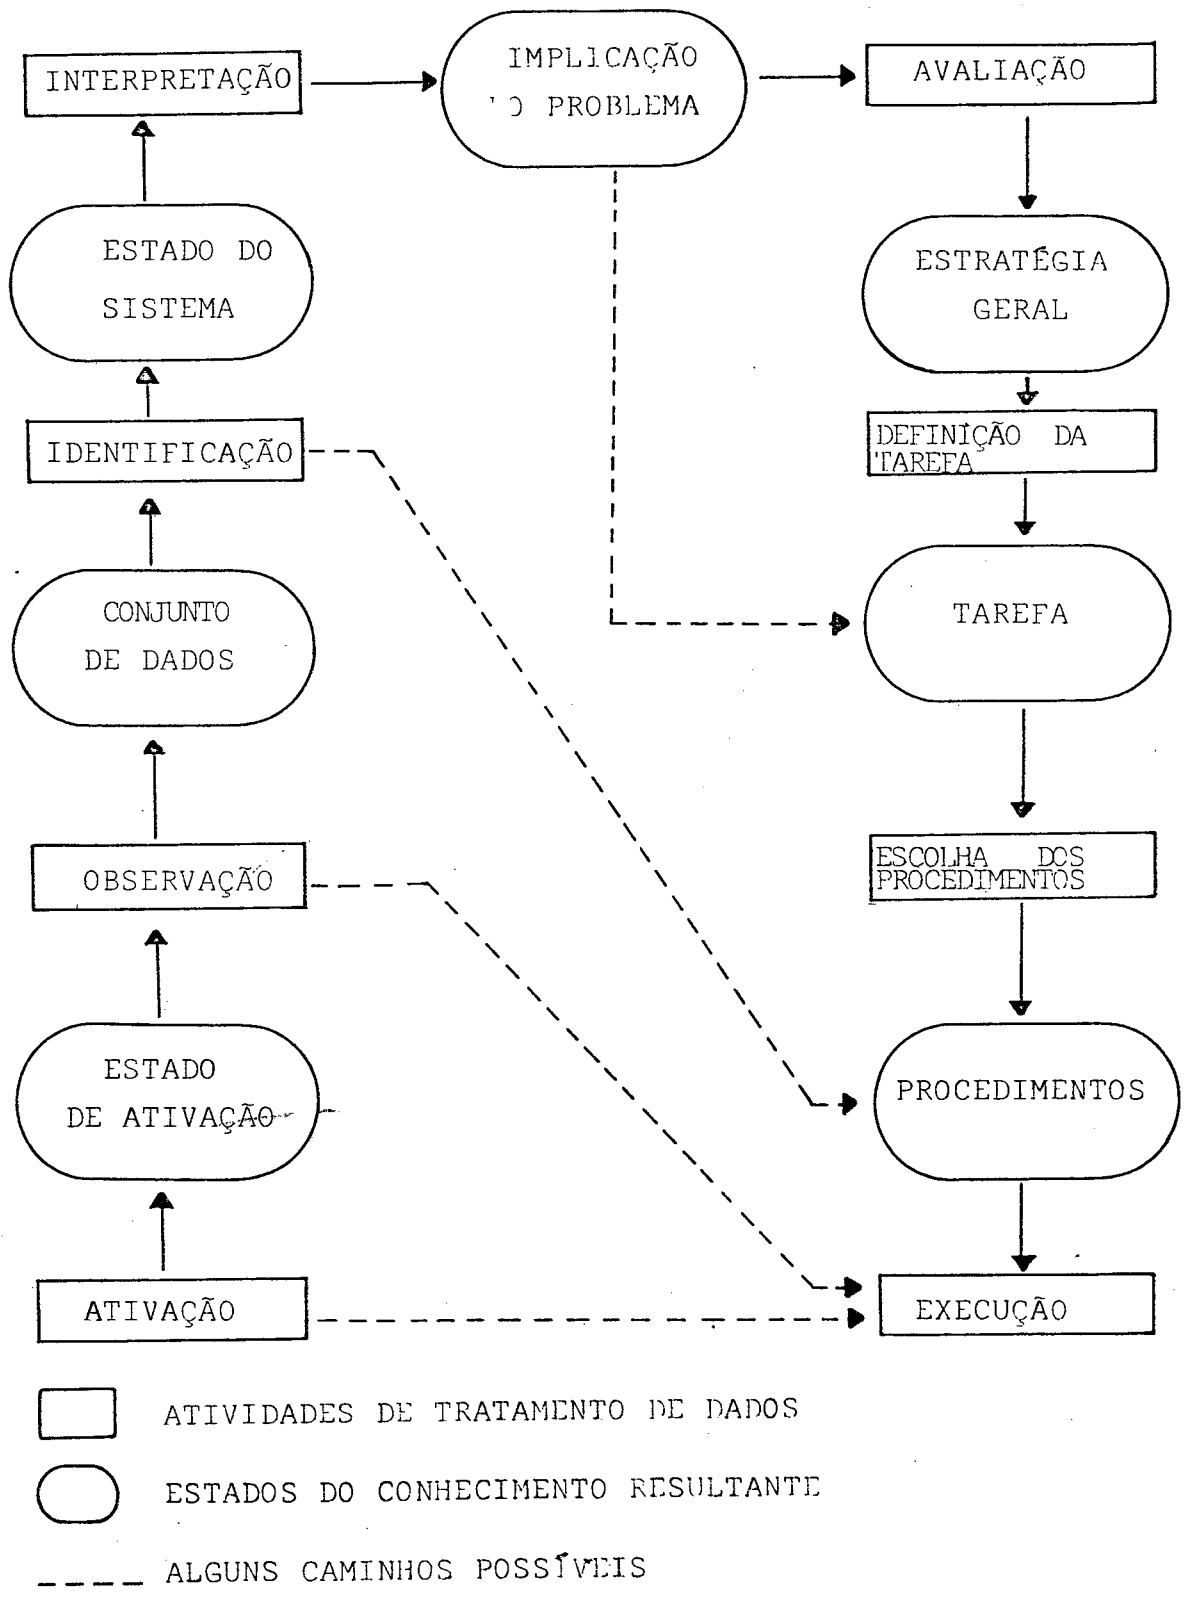 INTERPRETAÇÃO
IMPLICAÇÃO
PROBLEMA
AVALIAÇÃO
ESTADO DO
SISTEMA
ESTRATÉGIA
GERAL
IDENTIFICAÇÃO
DEFINIÇÃO DA
TAREFA
CONJUNTO
DE DADOS
TAREFA
OBSERVAÇÃO
ESCOLHA DOS
PROCEDIMENTOS
ESTADO
DE ATIVAÇÃO
PROCEDIMENTOS
ATIVAÇÃO
EXECUÇÃO
ATIVIDADES DE TRATAMENTO DE DADOS
ESTADOS DO CONHECIMENTO RESULTANTE
ALGUNS CAMINHOS POSSÍVEIS